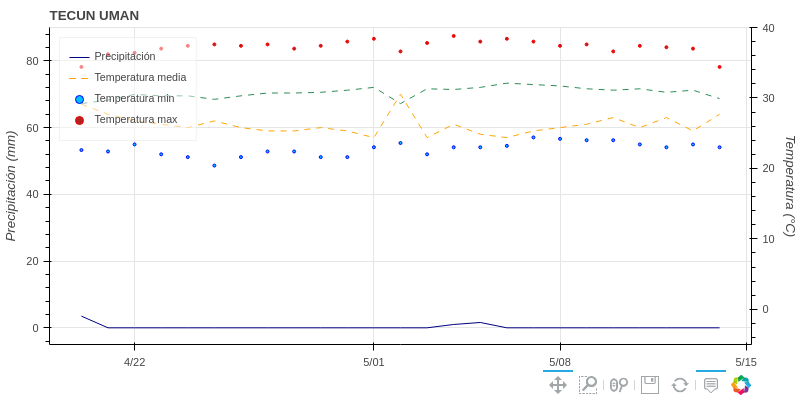 TECUN UMAN
Precipitación
Temperatura media
Temperatura min
Temperatura max
Precipitación (mm)
80
60
40
20
0
Temperatura (°C)
40
30
20
10
0
4/22
5/01
5/08
5/15